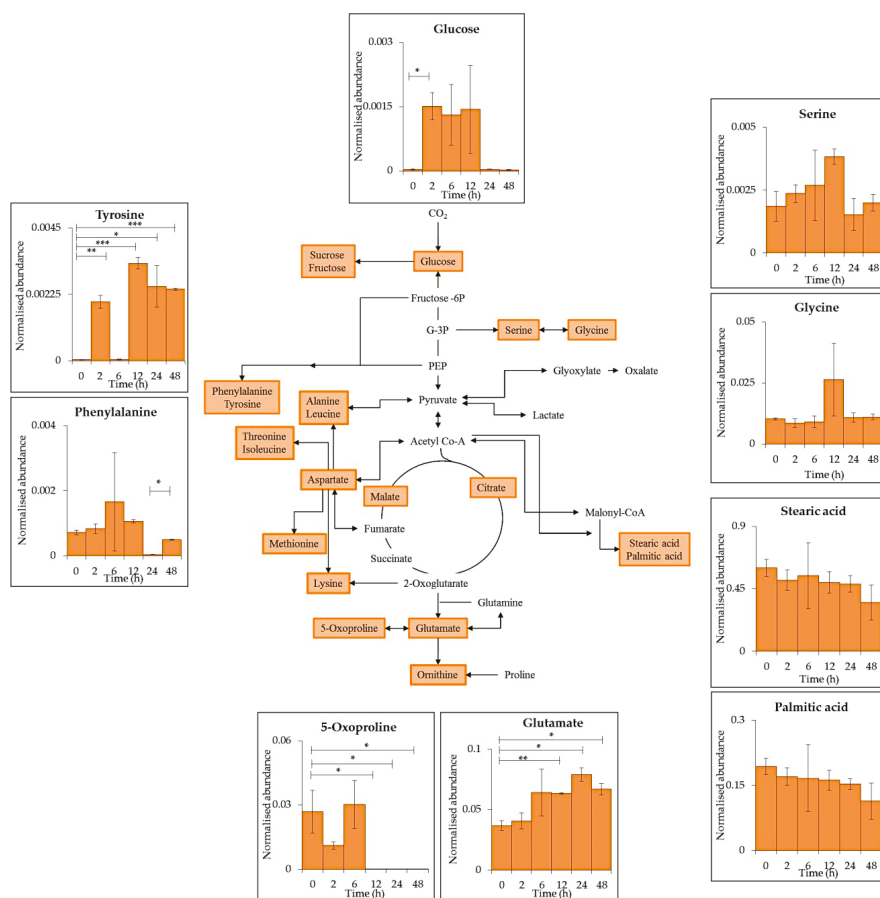 Glucose
Normalised abundance
0.003
0.0015
0
*
0 2 6 12 24 48
Time (h)
Tyrosine
Normalised abundance
0.0045
0.00225
0
***
*
***
**
0 2 6 12 24 48
Time (h)
Phenylalanine
Normalised abundance
0.004
0.002
0
*
0 2 6 12 24 48
Time (h)
CO2
Sucrose
Fructose
Glucose
Fructose -6P
G-3P
Serine
Glycine
PEP
Phenylalanine
Tyrosine
Alanine
Leucine
Pyruvate
Glyoxylate
Oxalate
Lactate
Threonine
Isoleucine
Acetyl Co-A
Aspartate
Malate
Citrate
Malonyl-CoA
Fumarate
Methionine
Stearic acid
Palmitic acid
Succinate
Lysine
2-Oxoglutarate
Glutamine
5-Oxoproline
Glutamate
Ornithine
Proline
Serine
Normalised abundance
0.005
0.0025
0
0 2 6 12 24 48
Time (h)
Glycine
Normalised abundance
0.05
0.025
0
0 2 6 12 24 48
Time (h)
Stearic acid
Normalised abundance
0.9
0.45
0
0 2 6 12 24 48
Time (h)
Palmitic acid
Normalised abundance
0.3
0.15
0
0 2 6 12 24 48
Time (h)
5-Oxoproline
Normalised abundance
0.06
0.03
0
*
*
*
0 2 6 12 24 48
Time (h)
Glutamate
Normalised abundance
0.1
0.05
0
*
*
**
0 2 6 12 24 48
Time (h)